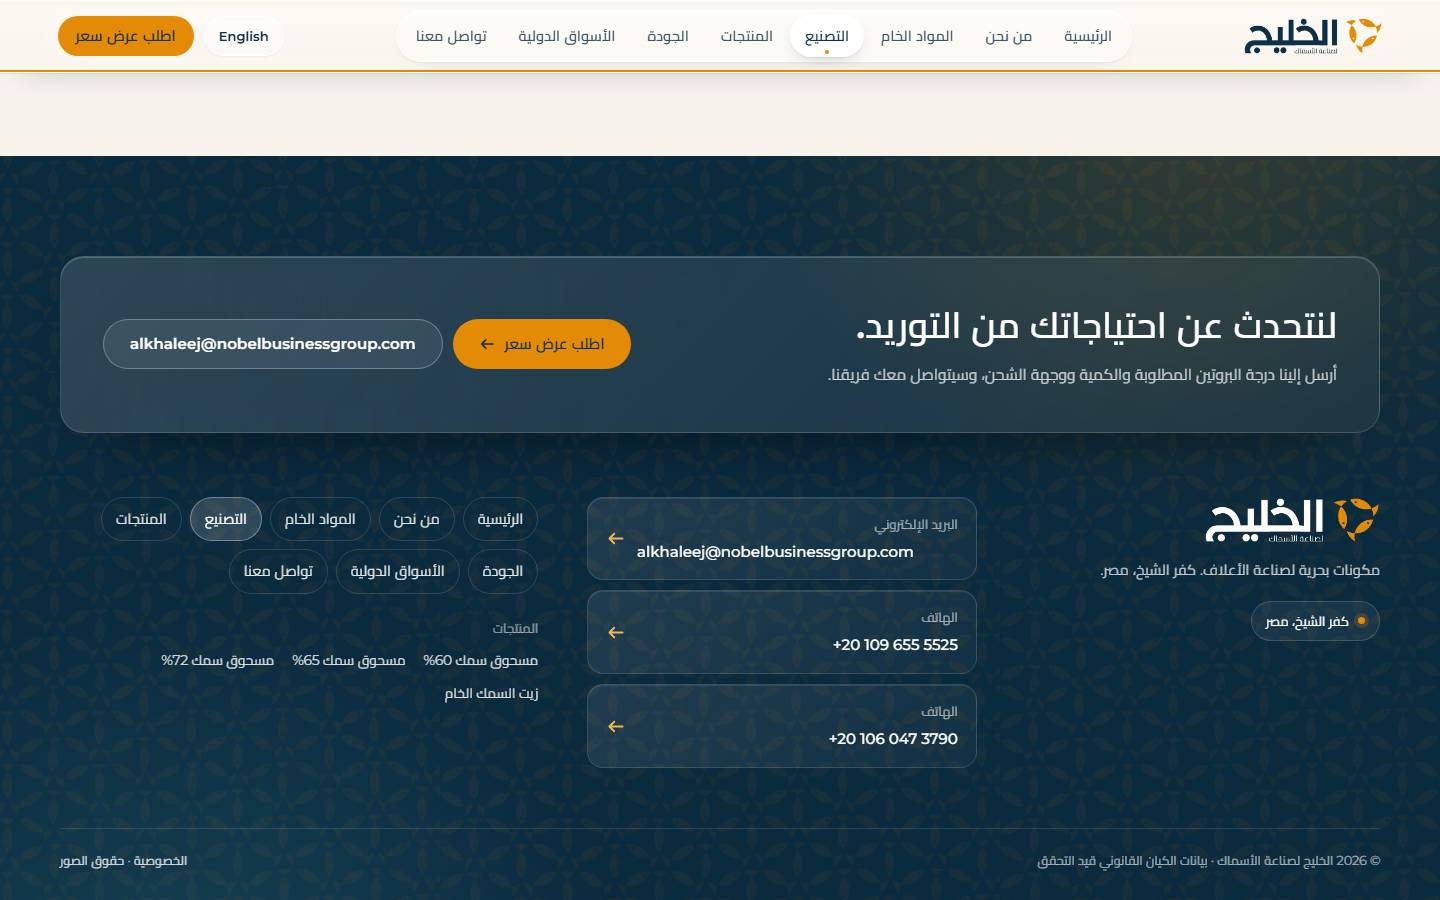 الخليج
لصناعة الأسماك
الرئيسية
من نحن
المواد الخام
التصنيع
المنتجات
الجودة
الأسواق الدولية
تواصل معنا
English
اطلب عرض سعر
لنتحدث عن احتياجاتك من التوريد.
أرسل إلينا درجة البروتين المطلوبة والكمية ووجهة الشحن، وسيتواصل معك فريقنا.
اطلب عرض سعر
alkhaleej@nobelbusinessgroup.com
الخليج
لصناعة الأسماك
مكونات بحرية لصناعة الأعلاف. كفر الشيخ، مصر.
كفر الشيخ، مصر
البريد الإلكتروني
alkhaleej@nobelbusinessgroup.com
الهاتف
+20 109 655 5525
الهاتف
+20 106 047 3790
الرئيسية
من نحن
المواد الخام
التصنيع
المنتجات
الجودة
الأسواق الدولية
تواصل معنا
المنتجات
مسحوق سمك 60%
مسحوق سمك 65%
مسحوق سمك 72%
زيت السمك الخام
© 2026 الخليج لصناعة الأسماك · بيانات الكيان القانوني قيد التحقق
الخصوصية · حقوق الصور